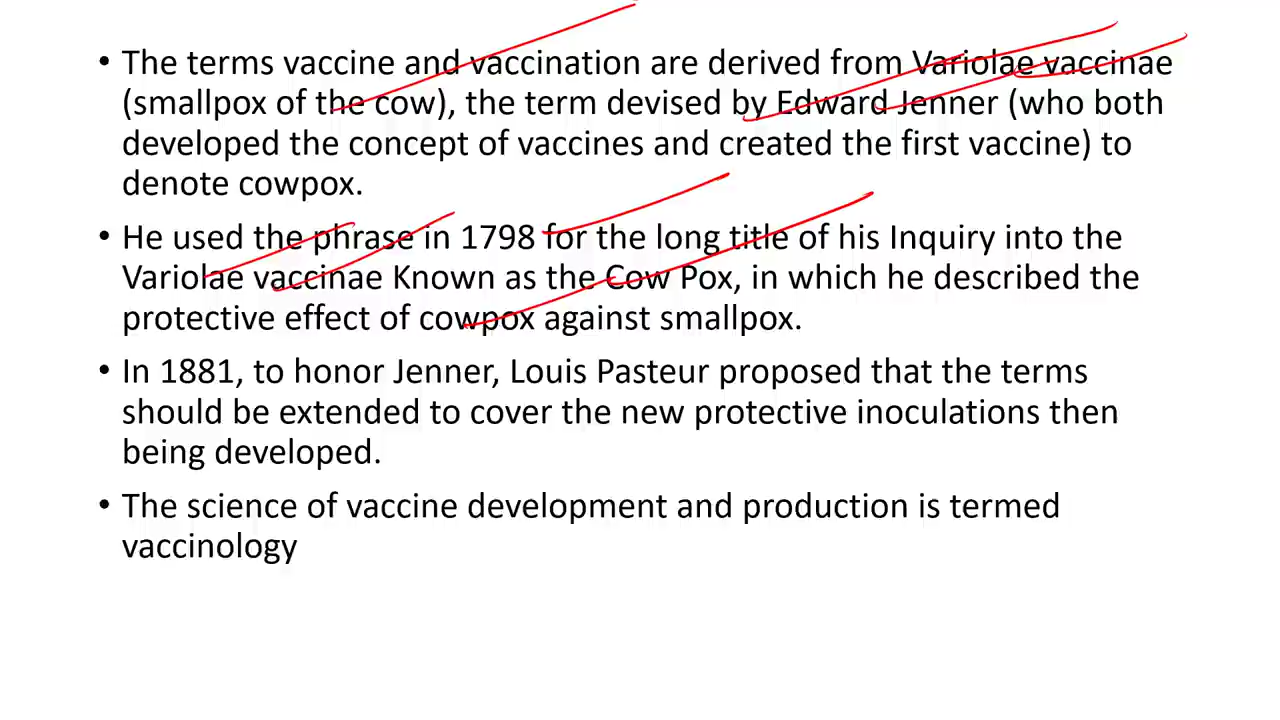 • The terms vaccine and vaccination are derived from Variolae vaccinae
(smallpox of the cow), the term devised by Edward Jenner (who both
developed the concept of vaccines and created the first vaccine) to
denote cowpox.
• He used the phrase in 1798 for the long title of his Inquiry into the
Variolae vaccinae Known as the Cow Pox, in which he described the
protective effect of cowpox against smallpox.
• In 1881, to honor Jenner, Louis Pasteur proposed that the terms
should be extended to cover the new protective inoculations then
being developed.
• The science of vaccine development and production is termed
vaccinology